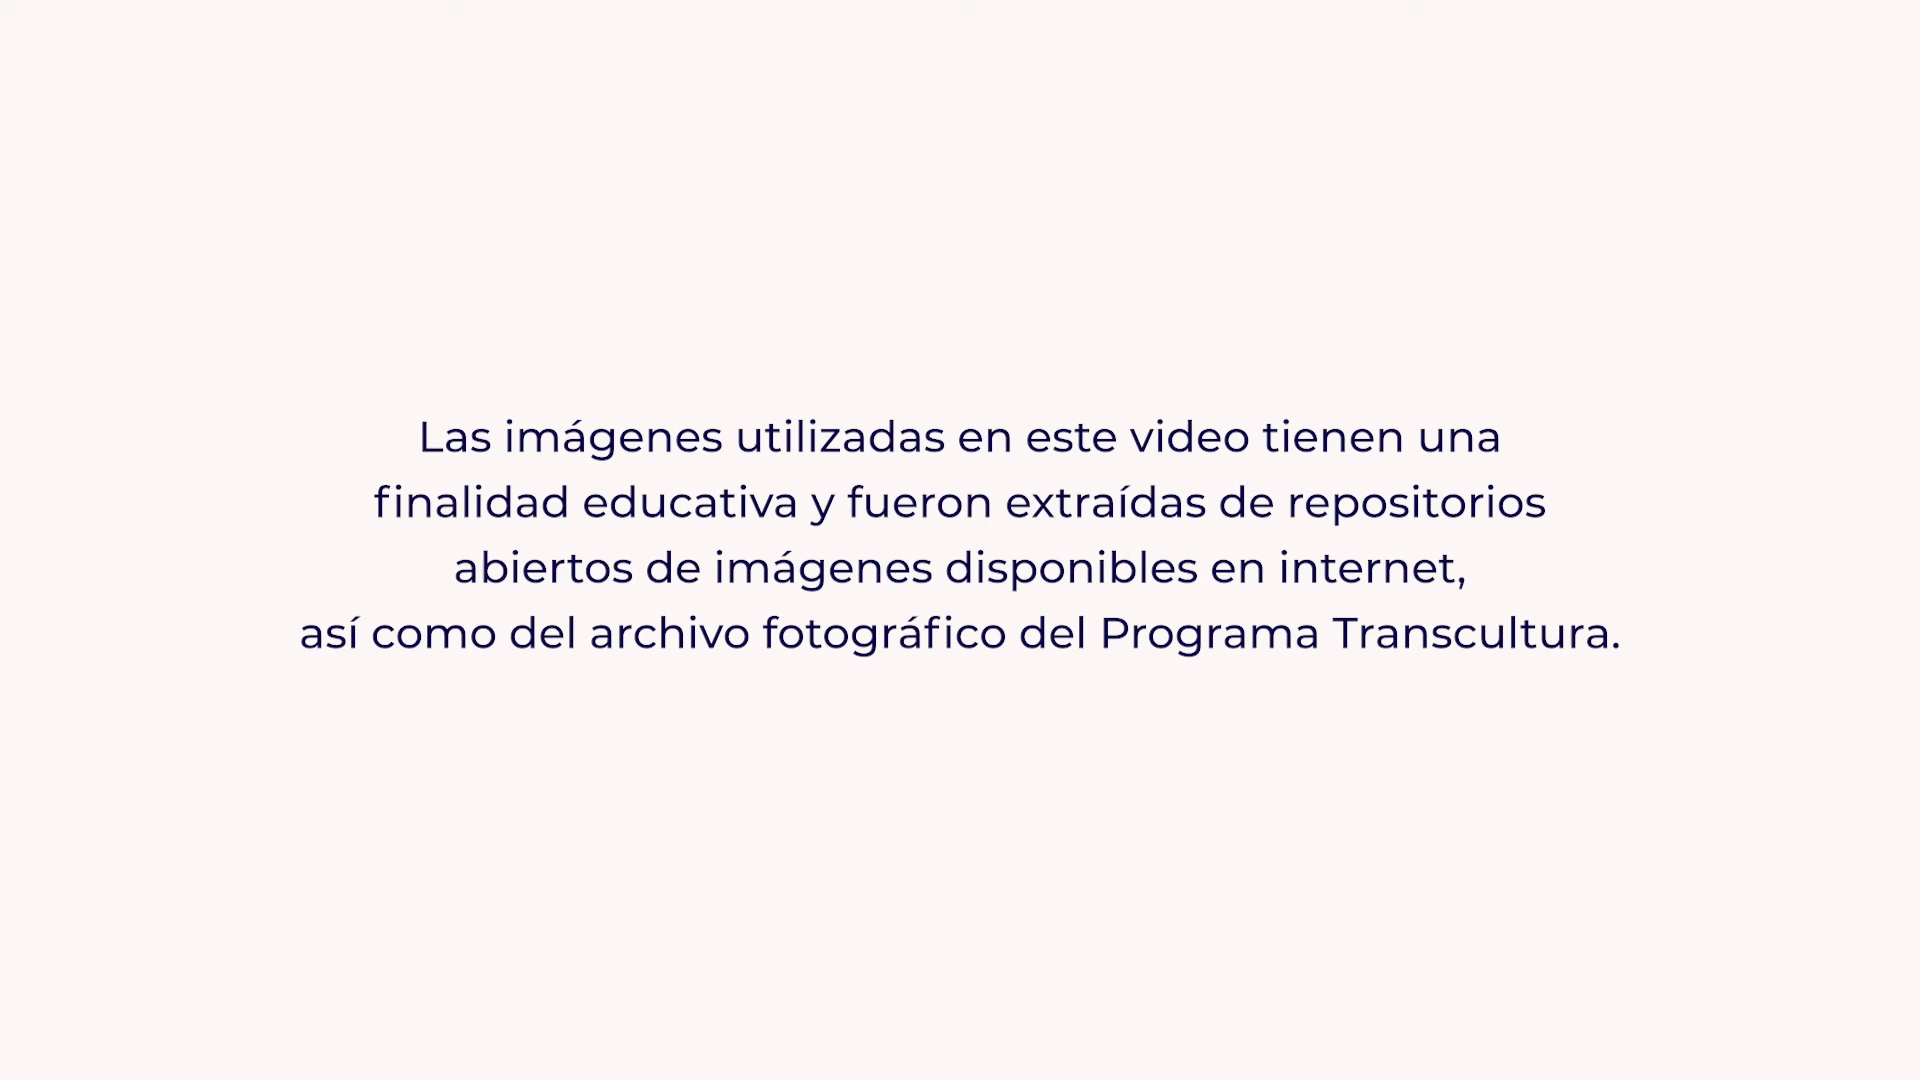 Las imágenes utilizadas en este video tienen una
finalidad educativa y fueron extraídas de repositorios
abiertos de imágenes disponibles en internet,
así como del archivo fotográfico del Programa Transcultura.